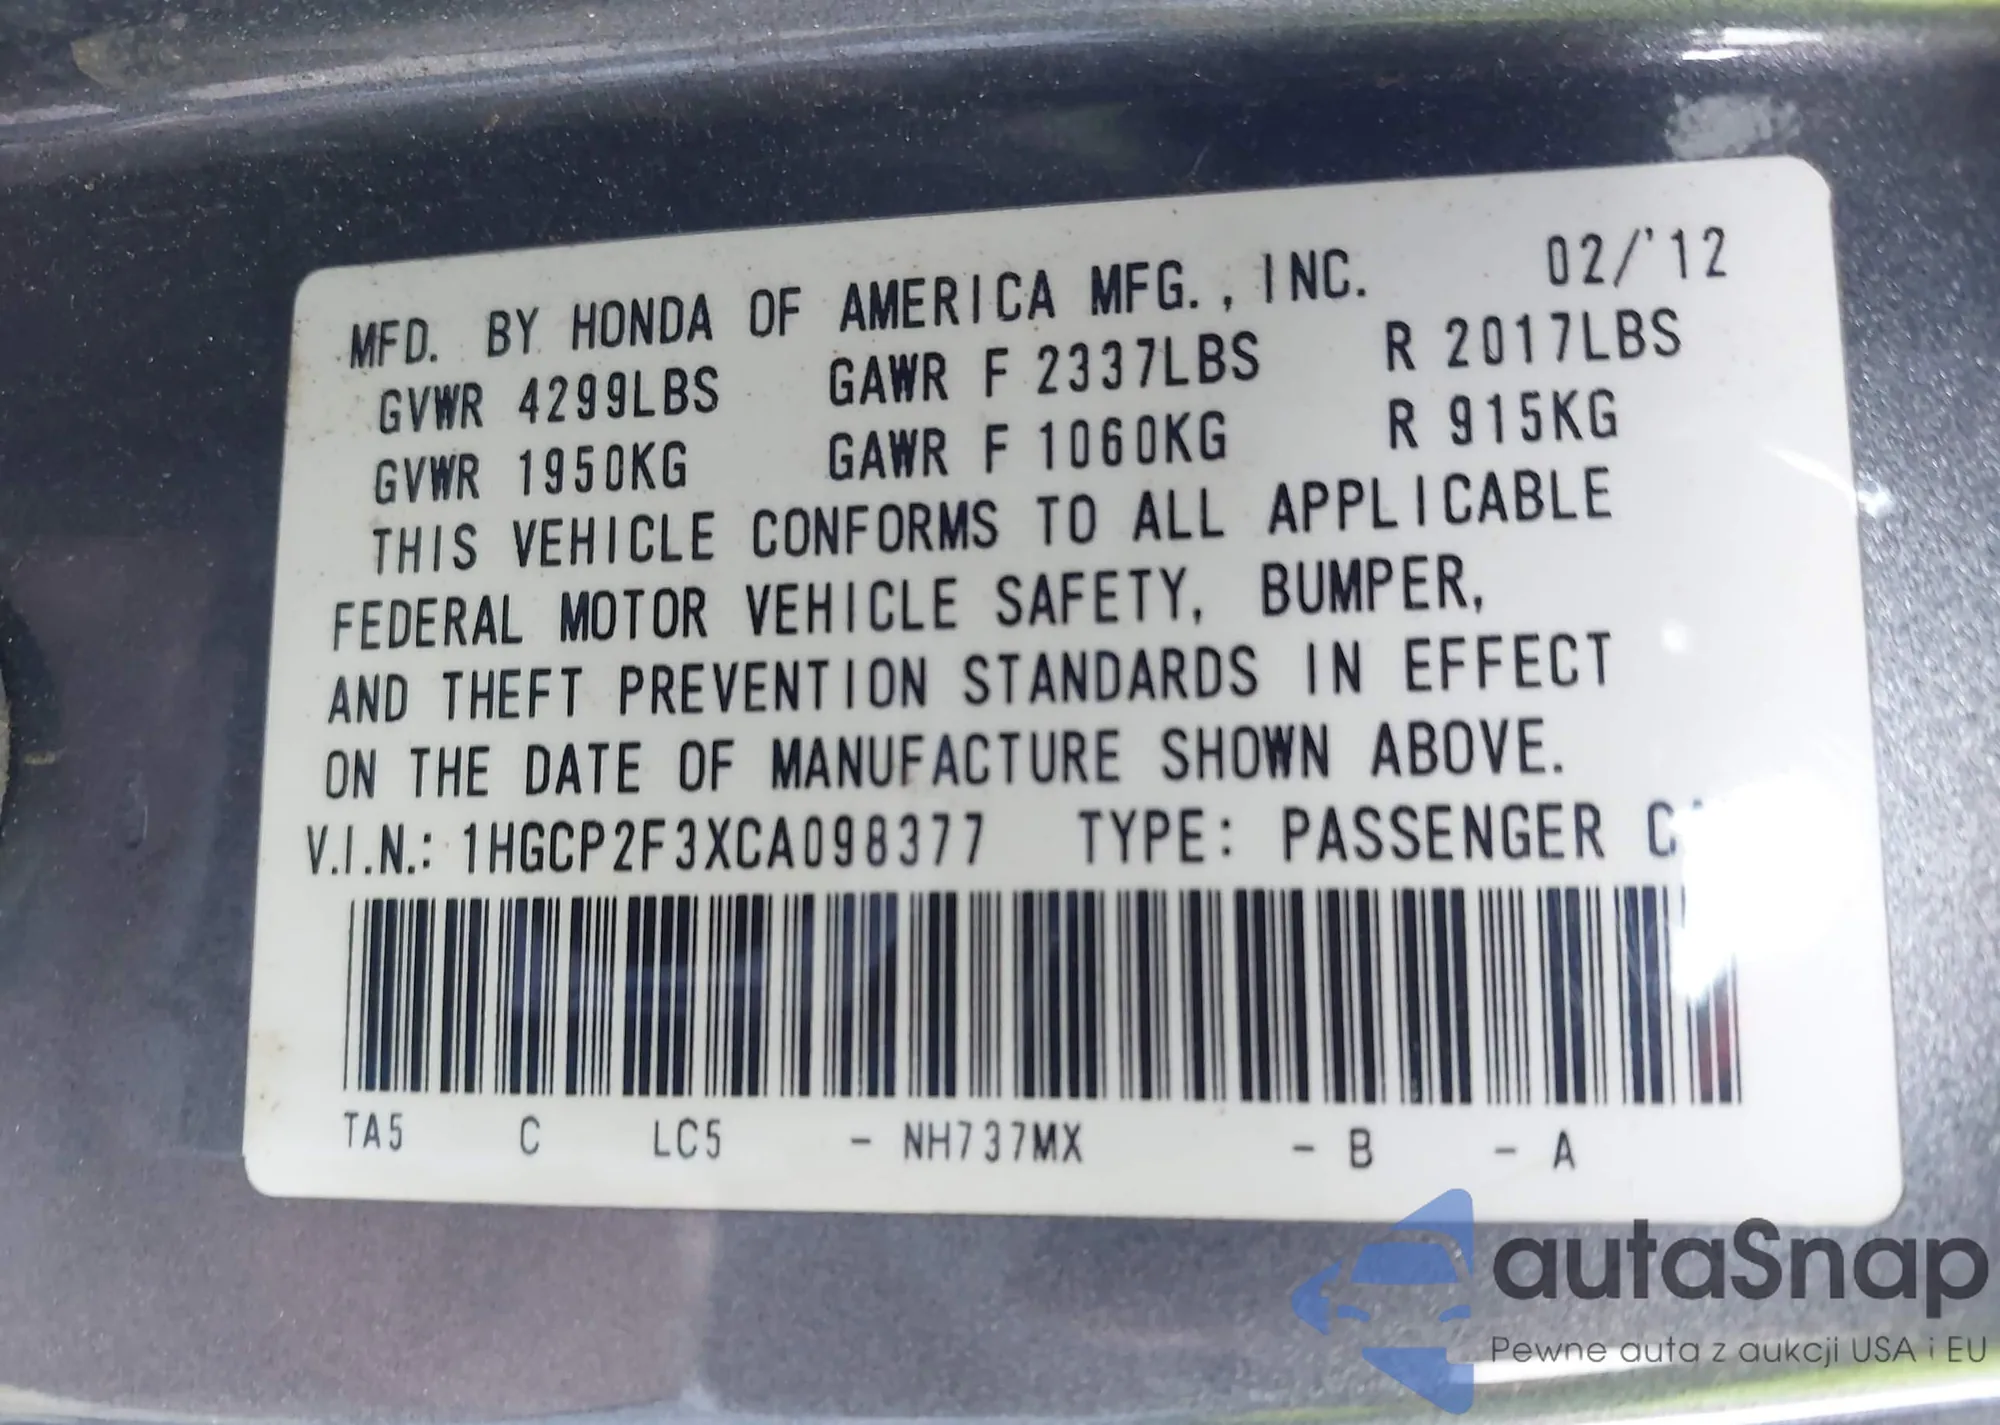 MFD. BY HONDA OF AMERICA MFG., INC. 02/'12
GVWR 4299LBS GAWR F 2337LBS R 2017LBS
GVWR 1950KG GAWR F 1060KG R 915KG
THIS VEHICLE CONFORMS TO ALL APPLICABLE
FEDERAL MOTOR VEHICLE SAFETY, BUMPER,
AND THEFT PREVENTION STANDARDS IN EFFECT
ON THE DATE OF MANUFACTURE SHOWN ABOVE.
V.I.N.: 1HGCP2F3XCA098377 TYPE: PASSENGER
TA5 C LC5 - NH737MX - B - A
autaSnap
Pewne auta z aukcji USA i EU